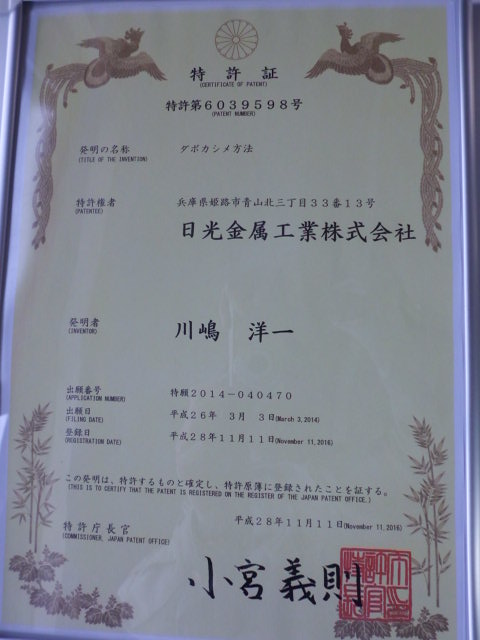 特許証
(CERTIFICATE OF PATENT)
特許第6039598号
(PATENT NUMBER)
発明の名称 ダボカシメ方法
(TITLE OF THE INVENTION)
特許権者 兵庫県姫路市青山北三丁目33番13号
(PATENTEE)
日光金属工業株式会社
発明者 川嶋 洋一
(INVENTOR)
出願番号 特願2014-040470
(APPLICATION NUMBER)
出願日 平成26年 3月 3日(March 3,2014)
(FILING DATE)
登録日 平成28年11月11日(November 11,2016)
(REGISTRATION DATE)
この発明は、特許するものと確定し、特許原簿に登録されたことを証する。
(THIS IS TO CERTIFY THAT THE PATENT IS REGISTERED ON THE REGISTER OF THE JAPAN PATENT OFFICE.)
平成28年11月11日(November 11,2016)
特許庁長官
(COMMISSIONER, JAPAN PATENT OFFICE)
小宮義則